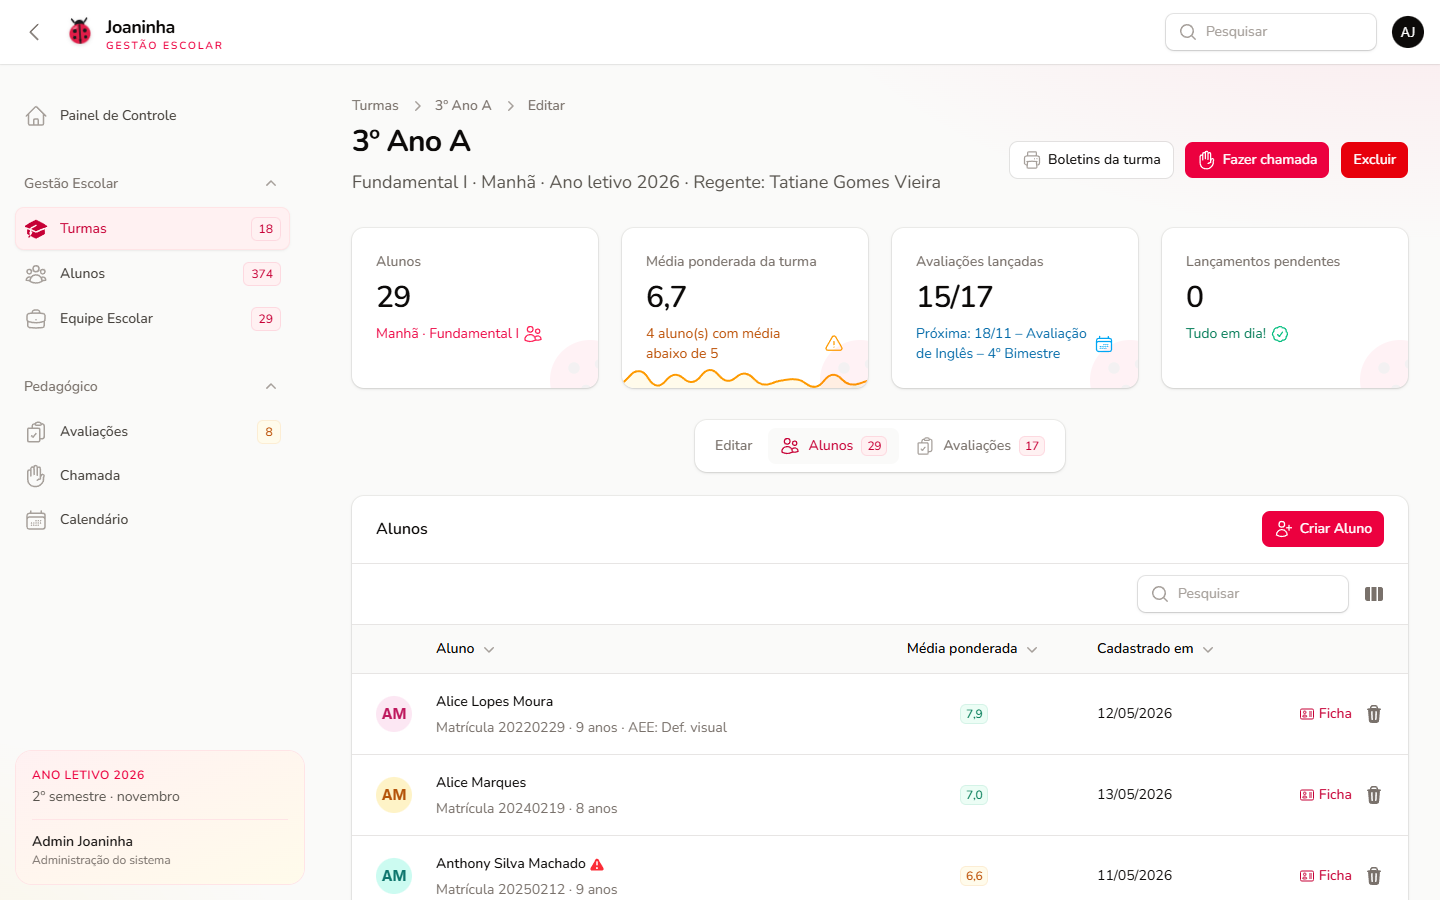 Joaninha
GESTÃO ESCOLAR
Pesquisar
AJ
Painel de Controle
Gestão Escolar
Turmas 18
Alunos 374
Equipe Escolar 29
Pedagógico
Avaliações 8
Chamada
Calendário
ANO LETIVO 2026
2º semestre · novembro
Admin Joaninha
Administração do sistema
Turmas > 3º Ano A > Editar
3º Ano A
Fundamental I · Manhã · Ano letivo 2026 · Regente: Tatiane Gomes Vieira
Boletins da turma
Fazer chamada
Excluir
Alunos
29
Manhã · Fundamental I
Média ponderada da turma
6,7
4 aluno(s) com média
abaixo de 5
Avaliações lançadas
15/17
Próxima: 18/11 – Avaliação
de Inglês – 4º Bimestre
Lançamentos pendentes
0
Tudo em dia!
Editar
Alunos 29
Avaliações 17
Alunos
Criar Aluno
Pesquisar
Aluno Média ponderada Cadastrado em
AM
Alice Lopes Moura
Matrícula 20220229 · 9 anos · AEE: Def. visual
7,9
12/05/2026
Ficha
AM
Alice Marques
Matrícula 20240219 · 8 anos
7,0
13/05/2026
Ficha
AM
Anthony Silva Machado
Matrícula 20250212 · 9 anos
6,6
11/05/2026
Ficha